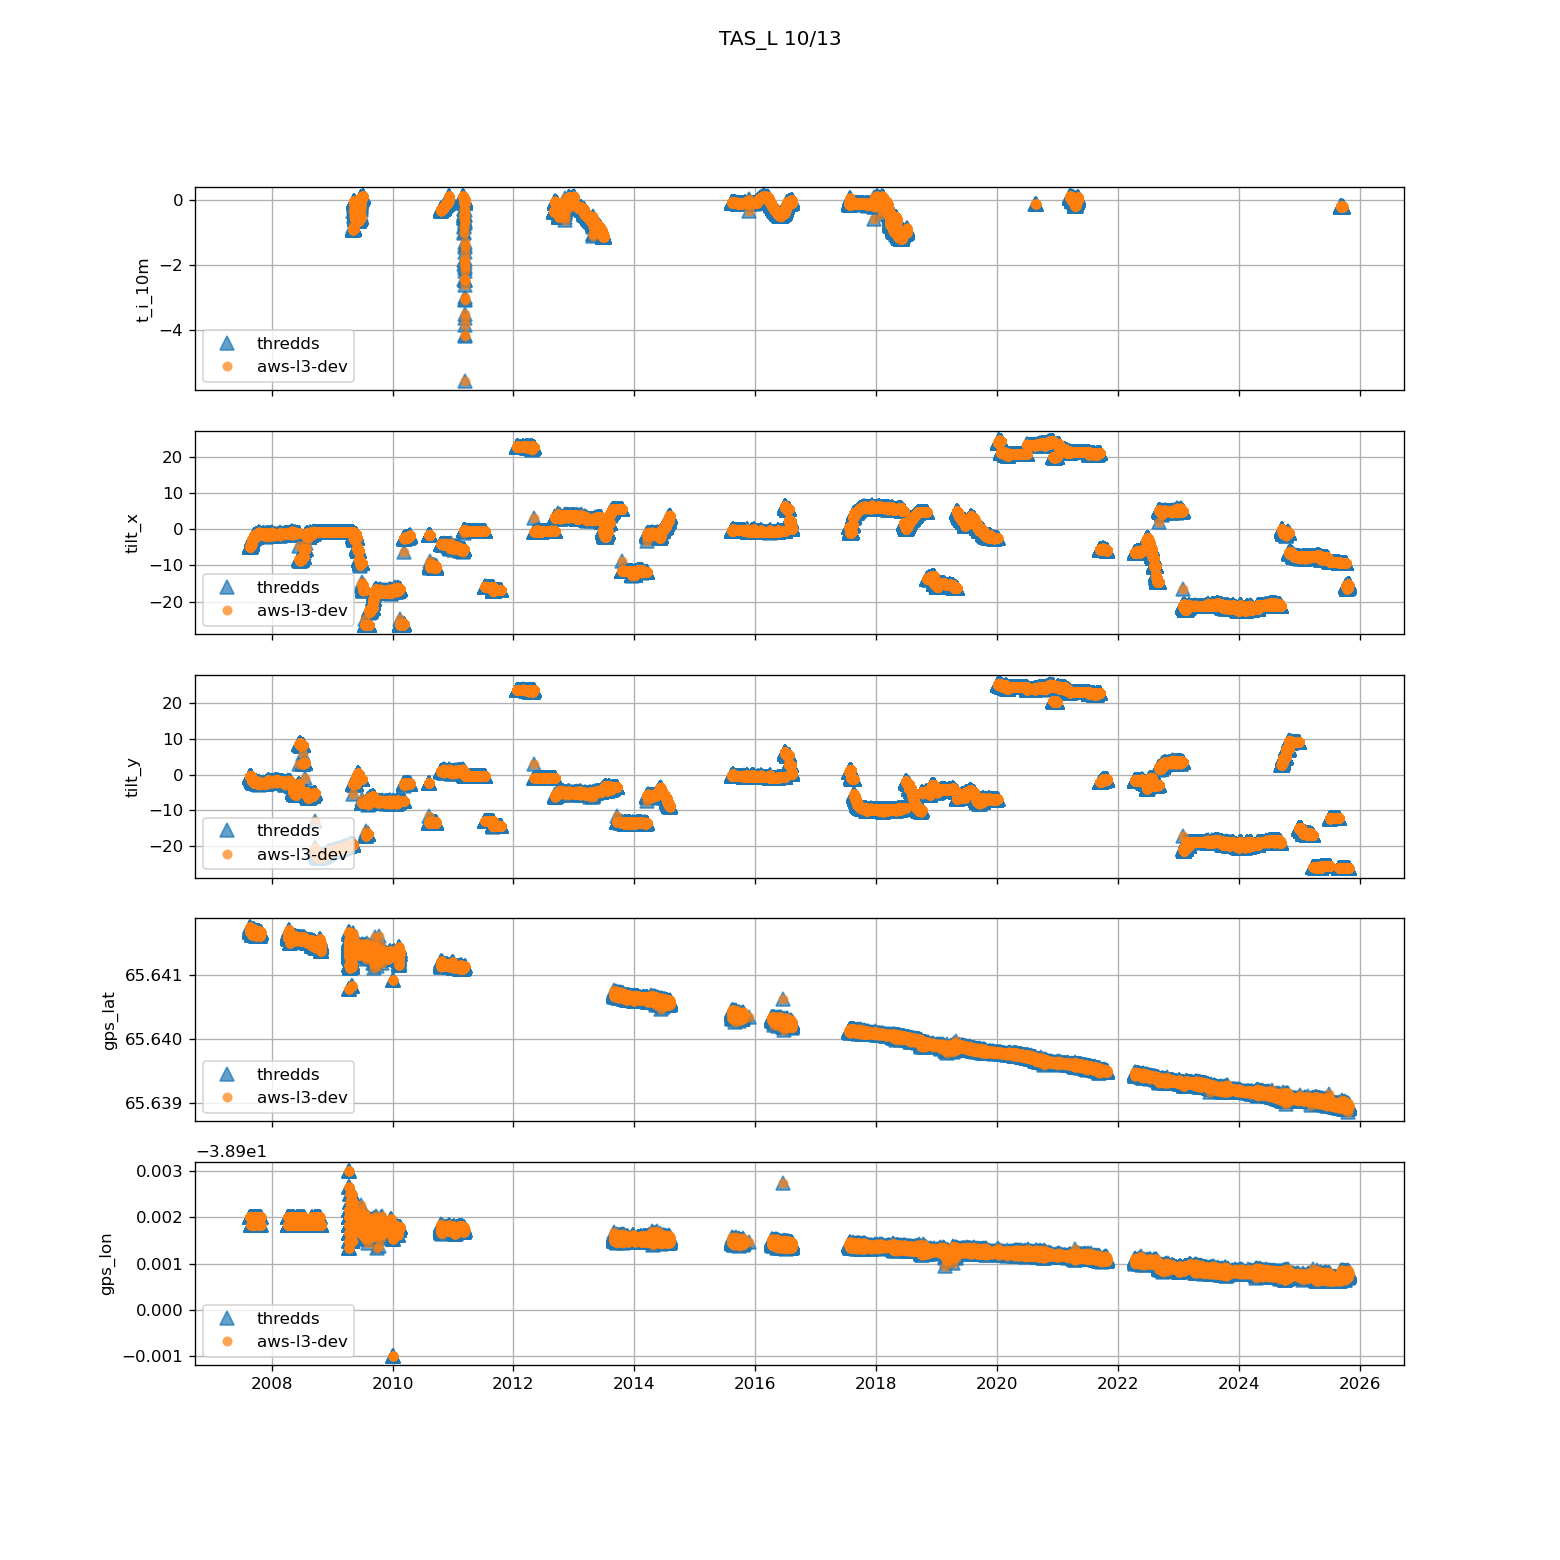 TAS_L 10/13
t_i_10m
0
−2
−4
thredds
aws-l3-dev
tilt_x
20
10
0
−10
−20
thredds
aws-l3-dev
tilt_y
20
10
0
−10
−20
thredds
aws-l3-dev
gps_lat
65.641
65.640
65.639
thredds
aws-l3-dev
−3.89e1
gps_lon
0.003
0.002
0.001
0.000
−0.001
thredds
aws-l3-dev
2008 2010 2012 2014 2016 2018 2020 2022 2024 2026